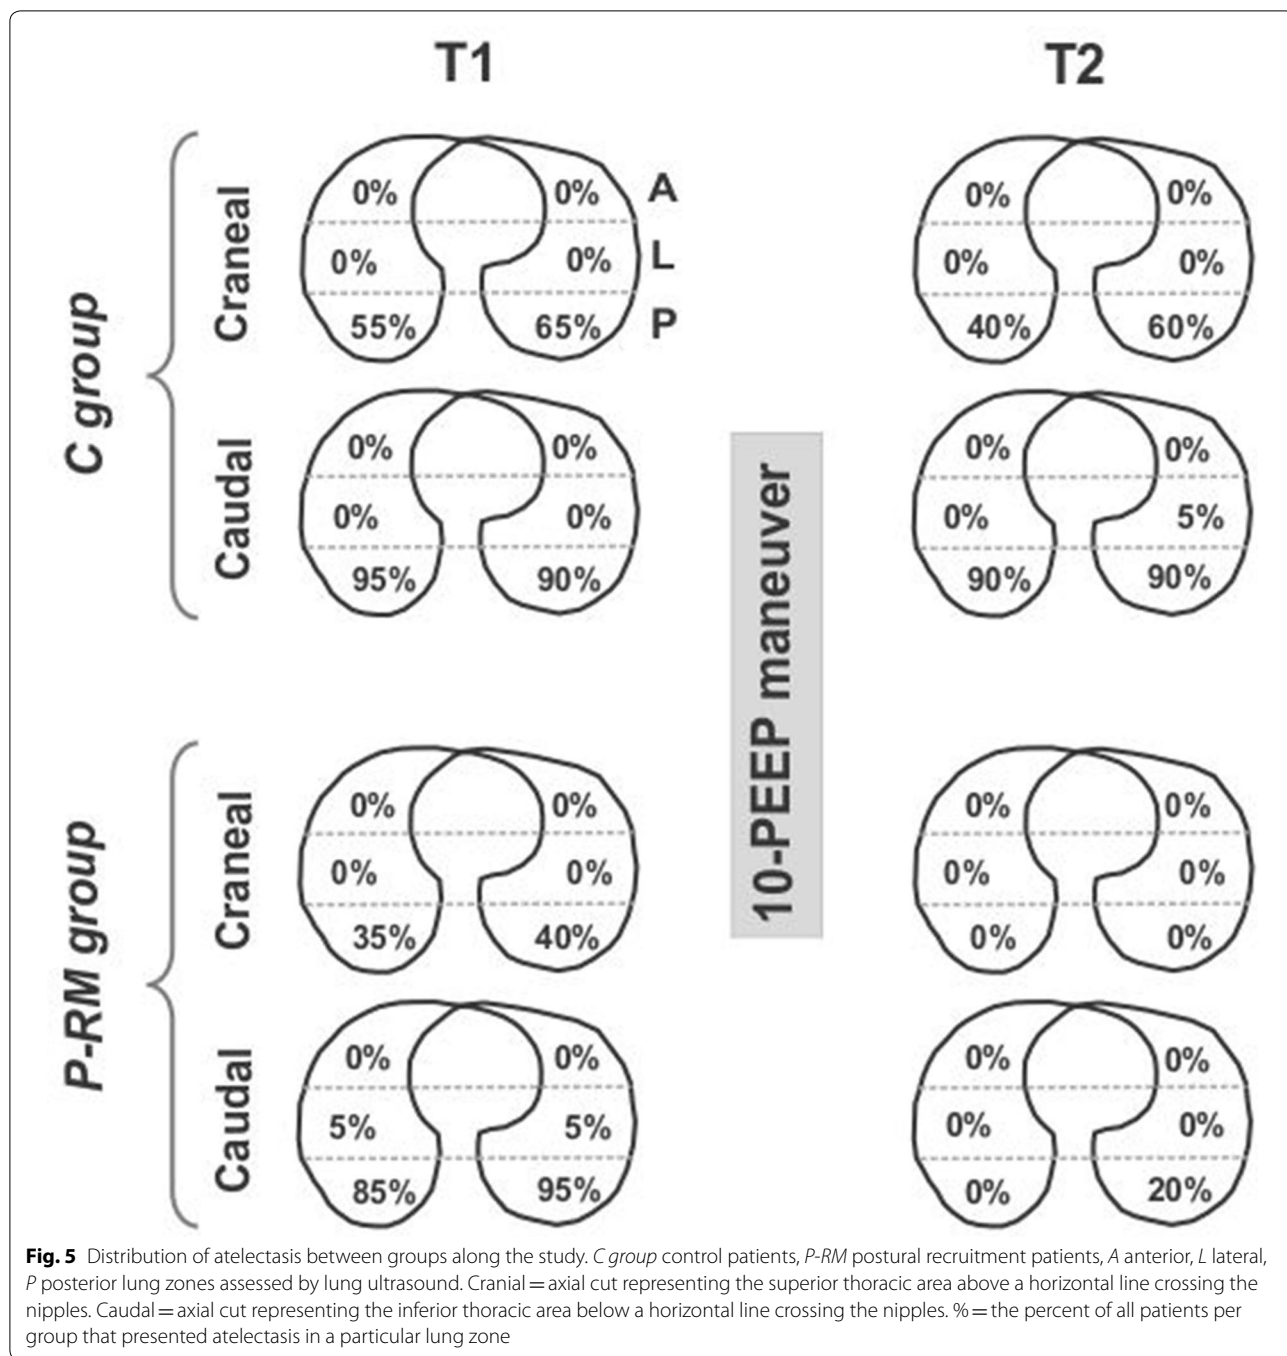 T1 T2
C group
Craneal
0% 0% A
0% 0% L
55% 65% P
0% 0%
0% 0%
40% 60%
Caudal
0% 0%
0% 0%
95% 90%
0% 0%
0% 5%
90% 90%
10-PEEP maneuver
P-RM group
Craneal
0% 0%
0% 0%
35% 40%
0% 0%
0% 0%
0% 0%
Caudal
0% 0%
5% 5%
85% 95%
0% 0%
0% 0%
0% 20%
Fig. 5 Distribution of atelectasis between groups along the study. C group control patients, P-RM postural recruitment patients, A anterior, L lateral,
P posterior lung zones assessed by lung ultrasound. Cranial = axial cut representing the superior thoracic area above a horizontal line crossing the
nipples. Caudal = axial cut representing the inferior thoracic area below a horizontal line crossing the nipples. % = the percent of all patients per
group that presented atelectasis in a particular lung zone